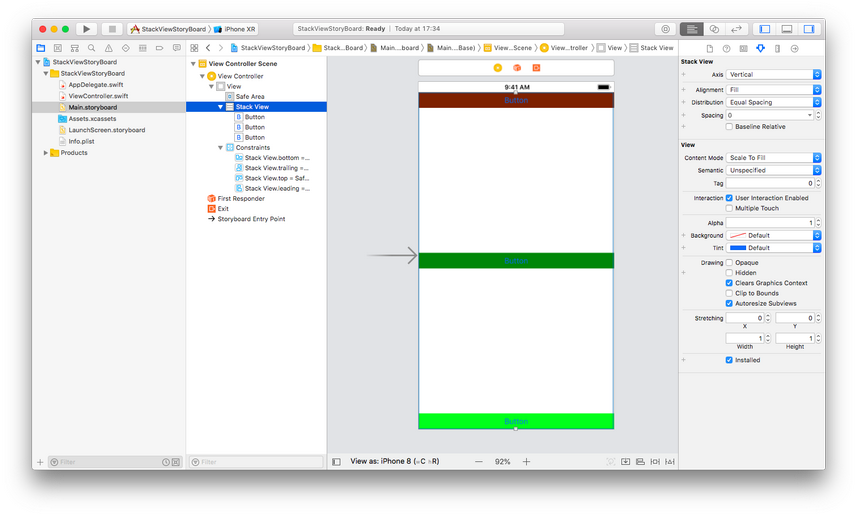 StackViewStoryBoard 〉 iPhone XR
StackViewStoryBoard: Ready | Today at 17:34
StackViewStoryBoard 〉 Stack...Board 〉 Main....board 〉 Main....Base) 〉 View...Scene 〉 View...troller 〉 View 〉 Stack View
StackViewStoryBoard
StackViewStoryBoard
AppDelegate.swift
ViewController.swift
Main.storyboard
Assets.xcassets
LaunchScreen.storyboard
Info.plist
Products
Filter
View Controller Scene
View Controller
View
Safe Area
Stack View
B Button
B Button
B Button
Constraints
Stack View.bottom =...
Stack View.trailing =...
Stack View.top = Saf...
Stack View.leading =...
First Responder
Exit
Storyboard Entry Point
Filter
9:41 AM
Button
Button
Button
View as: iPhone 8 (wC hR)
92%
Stack View
Axis Vertical
Alignment Fill
Distribution Equal Spacing
Spacing 0
Baseline Relative
View
Content Mode Scale To Fill
Semantic Unspecified
Tag 0
Interaction User Interaction Enabled
Multiple Touch
Alpha 1
Background Default
Tint Default
Drawing Opaque
Hidden
Clears Graphics Context
Clip to Bounds
Autoresize Subviews
Stretching 0 0
X Y
1 1
Width Height
Installed